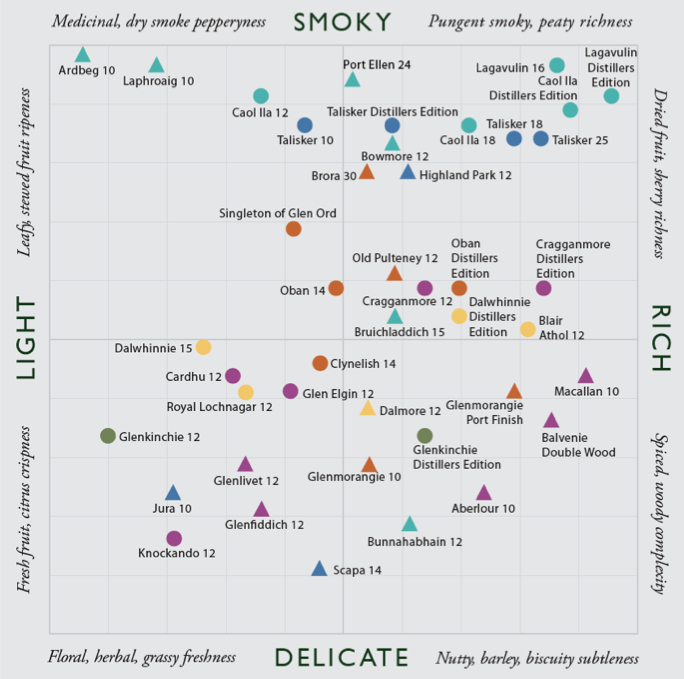 Medicinal, dry smoke pepperyness
SMOKY
Pungent smoky, peaty richness
Leafy, stewed fruit ripeness
LIGHT
Fresh fruit, citrus crispness
Ardbeg 10
Laphroaig 10
Port Ellen 24
Lagavulin 16
Lagavulin
Distillers
Edition
Caol Ila
Distillers Edition
Caol Ila 12
Talisker Distillers Edition
Talisker 10
Caol Ila 18
Talisker 18
Talisker 25
Bowmore 12
Brora 30
Highland Park 12
Singleton of Glen Ord
Old Pulteney 12
Oban
Distillers
Edition
Cragganmore
Distillers
Edition
Oban 14
Cragganmore 12
Bruichladdich 15
Dalwhinnie
Distillers
Edition
Blair
Athol 12
Dalwhinnie 15
Clynelish 14
Cardhu 12
Royal Lochnagar 12
Glen Elgin 12
Dalmore 12
Glenmorangie
Port Finish
Macallan 10
Balvenie
Double Wood
Glenkinchie 12
Glenkinchie
Distillers Edition
Glenlivet 12
Glenmorangie 10
Jura 10
Glenfiddich 12
Aberlour 10
Knockando 12
Bunnahabhain 12
Scapa 14
Dried fruit, sherry richness
RICH
Spiced, woody complexity
Floral, herbal, grassy freshness
DELICATE
Nutty, barley, biscuity subtleness